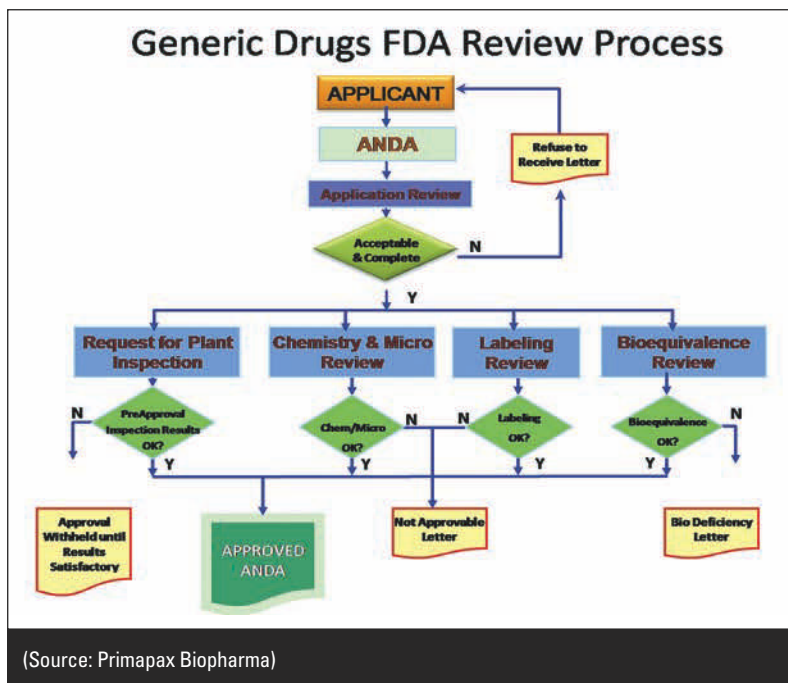 Generic Drugs FDA Review Process
APPLICANT
ANDA
Refuse to
Receive Letter
Application Review
Acceptable
& Complete
N
Y
Request for Plant
Inspection
Chemistry & Micro
Review
Labeling
Review
Bioequivalence
Review
N
PreApproval
Inspection Results
OK?
Y
Chem/Micro
OK?
N
Y
N
Labeling
OK?
Y
Bioequivalence
OK?
N
Y
Approval
Withheld until
Results
Satisfactory
APPROVED
ANDA
Not Approvable
Letter
Bio Deficiency
Letter
(Source: Primapax Biopharma)